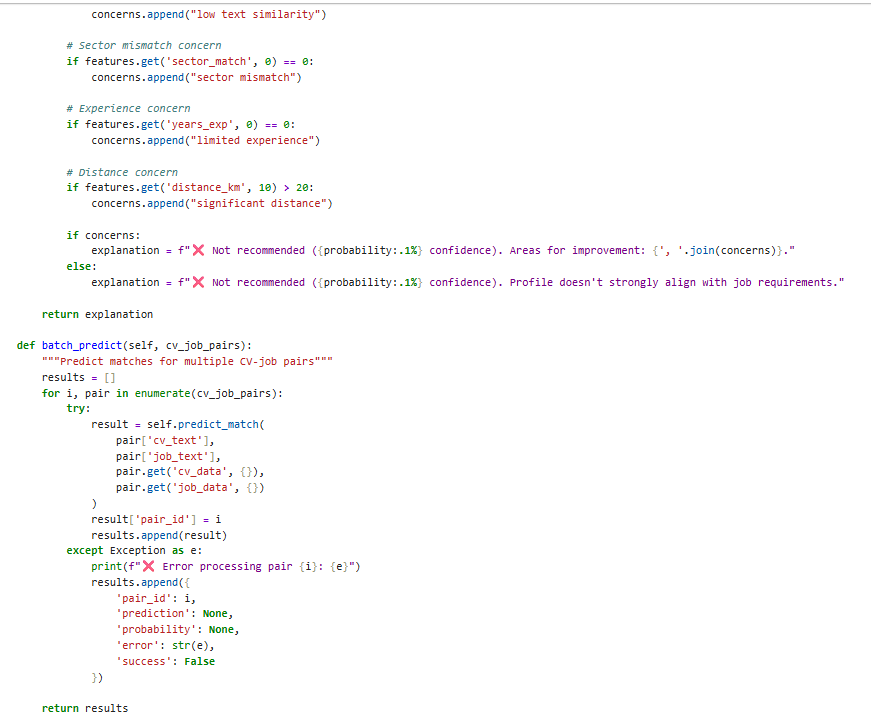 concerns.append("low text similarity")

        # Sector mismatch concern
        if features.get('sector_match', 0) == 0:
            concerns.append("sector mismatch")

        # Experience concern
        if features.get('years_exp', 0) == 0:
            concerns.append("limited experience")

        # Distance concern
        if features.get('distance_km', 10) > 20:
            concerns.append("significant distance")

        if concerns:
            explanation = f"❌ Not recommended ({probability:.1%} confidence). Areas for improvement: {', '.join(concerns)}."
        else:
            explanation = f"❌ Not recommended ({probability:.1%} confidence). Profile doesn't strongly align with job requirements."

    return explanation

def batch_predict(self, cv_job_pairs):
    """Predict matches for multiple CV-job pairs"""
    results = []
    for i, pair in enumerate(cv_job_pairs):
        try:
            result = self.predict_match(
                pair['cv_text'],
                pair['job_text'],
                pair.get('cv_data', {}),
                pair.get('job_data', {})
            )
            result['pair_id'] = i
            results.append(result)
        except Exception as e:
            print(f"❌ Error processing pair {i}: {e}")
            results.append({
                'pair_id': i,
                'prediction': None,
                'probability': None,
                'error': str(e),
                'success': False
            })

    return results